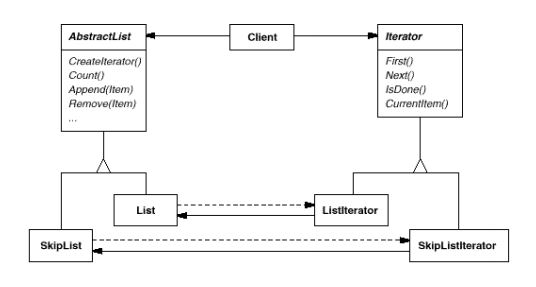 AbstractList
CreateIterator()
Count()
Append(Item)
Remove(Item)
...
Client
Iterator
First()
Next()
IsDone()
CurrentItem()
List
ListIterator
SkipList
SkipListIterator